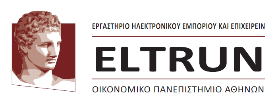 ΕΡΓΑΣΤΗΡΙΟ ΗΛΕΚΤΡΟΝΙΚΟΥ ΕΜΠΟΡΙΟΥ ΚΑΙ ΕΠΙΧΕΙΡΕΙΝ
ELTRUN
ΟΙΚΟΝΟΜΙΚΟ ΠΑΝΕΠΙΣΤΗΜΙΟ ΑΘΗΝΩΝ